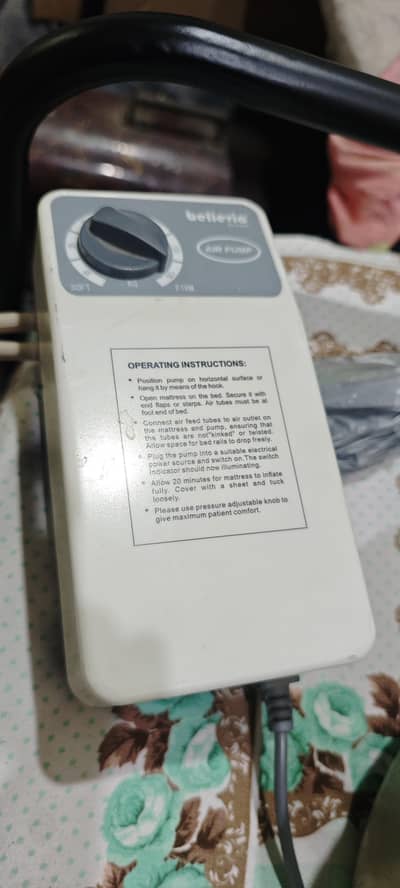 bellerin
AIR PUMP
SOFT KG FIRM
OPERATING INSTRUCTIONS:
• Position pump on horizontal surface or
hang it by means of the hook.
• Open mattress on the bed. Secure it with
end flaps or starps. Air tubes must be at
foot end of bed.
• Connect air feed tubes to air outlet on
the mattress and pump, ensuring that
the tubes are not"kinked" or twisted.
Allow space for bed rails to drop freely.
• Plug the pump into a suitable electrical
power source and switch on.The switch
indicator should now illuminating.
• Allow 20 minutes for mattress to inflate
fully. Cover with a sheet and tuck
loosely.
• Please use pressure adjustable knob to
give maximum patient comfort.